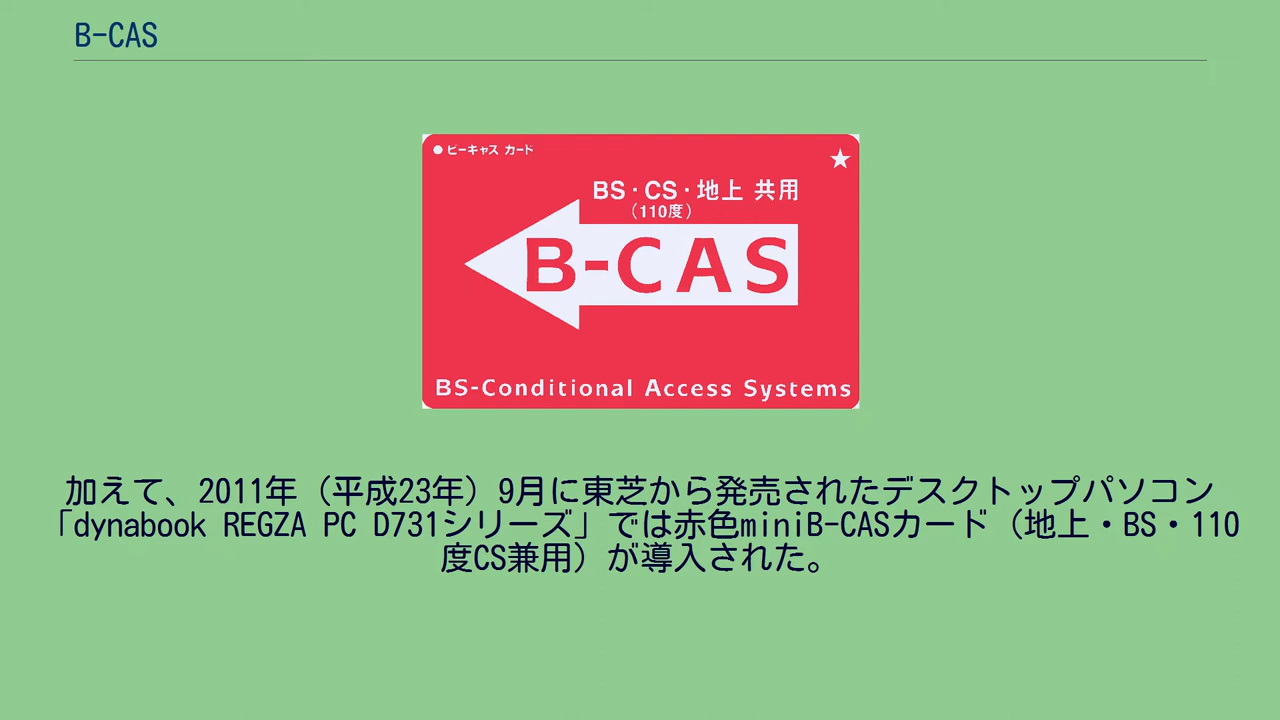 B-CAS
●ビーキャス カード
★
BS・CS・地上 共用
（110度）
B-CAS
BS-Conditional Access Systems
加えて、2011年（平成23年）9月に東芝から発売されたデスクトップパソコン
「dynabook REGZA PC D731シリーズ」では赤色miniB-CASカード（地上・BS・110
度CS兼用）が導入された。